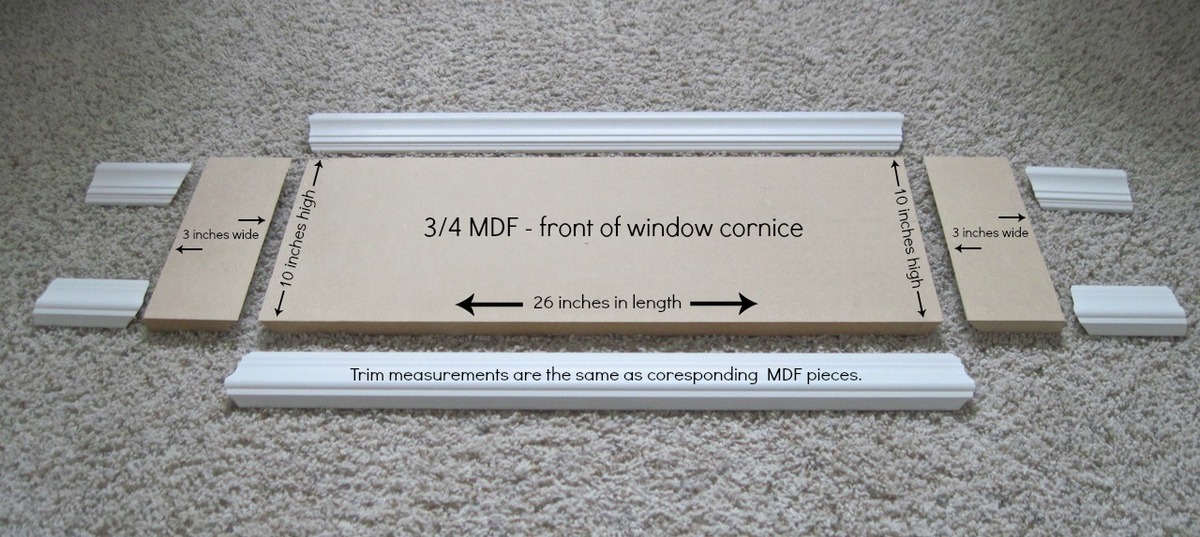 3/4 MDF - front of window cornice
10 inches high
10 inches high
3 inches wide
3 inches wide
26 inches in length
Trim measurements are the same as coresponding MDF pieces.